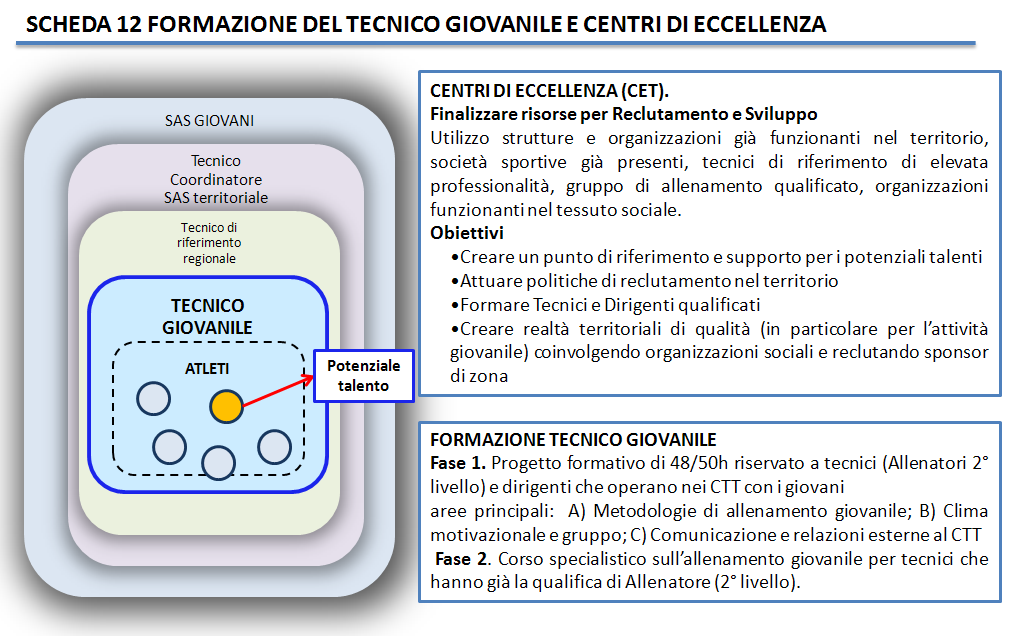 SCHEDA 12 FORMAZIONE DEL TECNICO GIOVANILE E CENTRI DI ECCELLENZA
SAS GIOVANI
Tecnico
Coordinatore
SAS territoriale
Tecnico di
riferimento
regionale
TECNICO
GIOVANILE
ATLETI
Potenziale
talento
CENTRI DI ECCELLENZA (CET).
Finalizzare risorse per Reclutamento e Sviluppo
Utilizzo strutture e organizzazioni già funzionanti nel territorio,
società sportive già presenti, tecnici di riferimento di elevata
professionalità, gruppo di allenamento qualificato, organizzazioni
funzionanti nel tessuto sociale.
Obiettivi
•Creare un punto di riferimento e supporto per i potenziali talenti
•Attuare politiche di reclutamento nel territorio
•Formare Tecnici e Dirigenti qualificati
•Creare realtà territoriali di qualità (in particolare per l'attività
giovanile) coinvolgendo organizzazioni sociali e reclutando sponsor
di zona
FORMAZIONE TECNICO GIOVANILE
Fase 1. Progetto formativo di 48/50h riservato a tecnici (Allenatori 2°
livello) e dirigenti che operano nei CTT con i giovani
aree principali: A) Metodologie di allenamento giovanile; B) Clima
motivazionale e gruppo; C) Comunicazione e relazioni esterne al CTT
Fase 2. Corso specialistico sull'allenamento giovanile per tecnici che
hanno già la qualifica di Allenatore (2° livello).